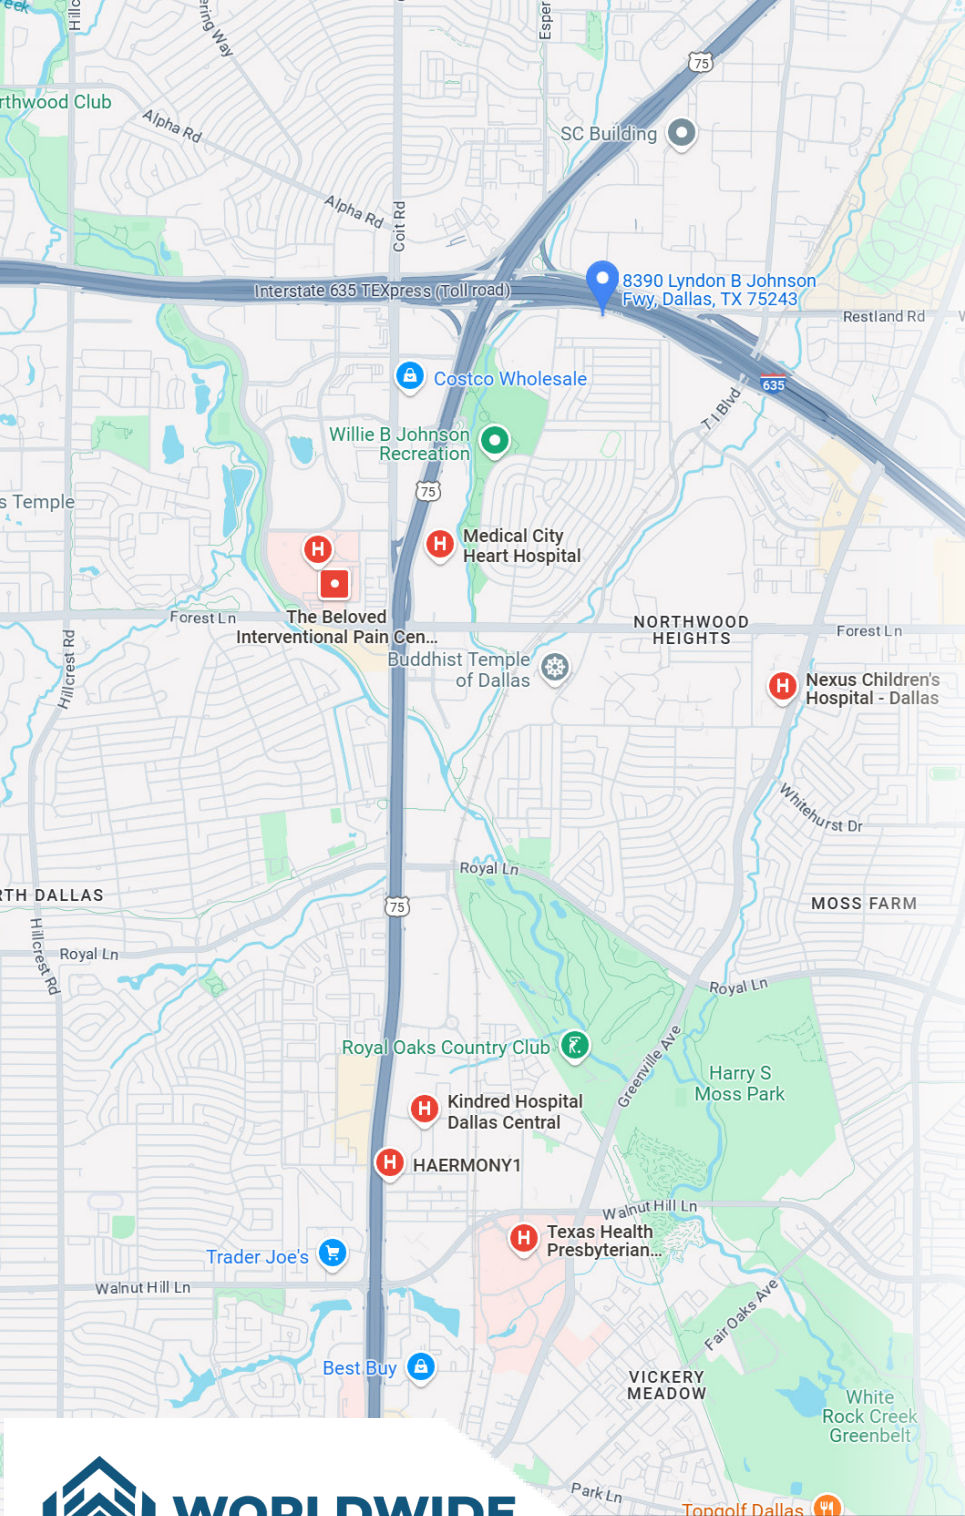 Creek
Hillc
ering Way
Esper
75
rthwood Club
Alpha Rd
SC Building
Alpha Rd
Coit Rd
Interstate 635 TEXpress (Toll road)
8390 Lyndon B Johnson
Fwy, Dallas, TX 75243
Restland Rd
W
635
Costco Wholesale
T I Blvd
Willie B Johnson
Recreation
75
s Temple
H
H
Medical City
Heart Hospital
The Beloved
Interventional Pain Cen...
Forest Ln
NORTHWOOD
HEIGHTS
Forest Ln
Hillcrest Rd
Buddhist Temple
of Dallas
H
Nexus Children's
Hospital - Dallas
Whitehurst Dr
Royal Ln
RTH DALLAS
75
MOSS FARM
Hillcrest Rd
Royal Ln
Royal Ln
Royal Oaks Country Club
Greenville Ave
Harry S
Moss Park
H
Kindred Hospital
Dallas Central
H
HAERMONY1
Walnut Hill Ln
H
Texas Health
Presbyterian...
Trader Joe's
Walnut Hill Ln
Fair Oaks Ave
Best Buy
VICKERY
MEADOW
White
Rock Creek
Greenbelt
Park Ln
Topgolf Dallas
WORLDWIDE